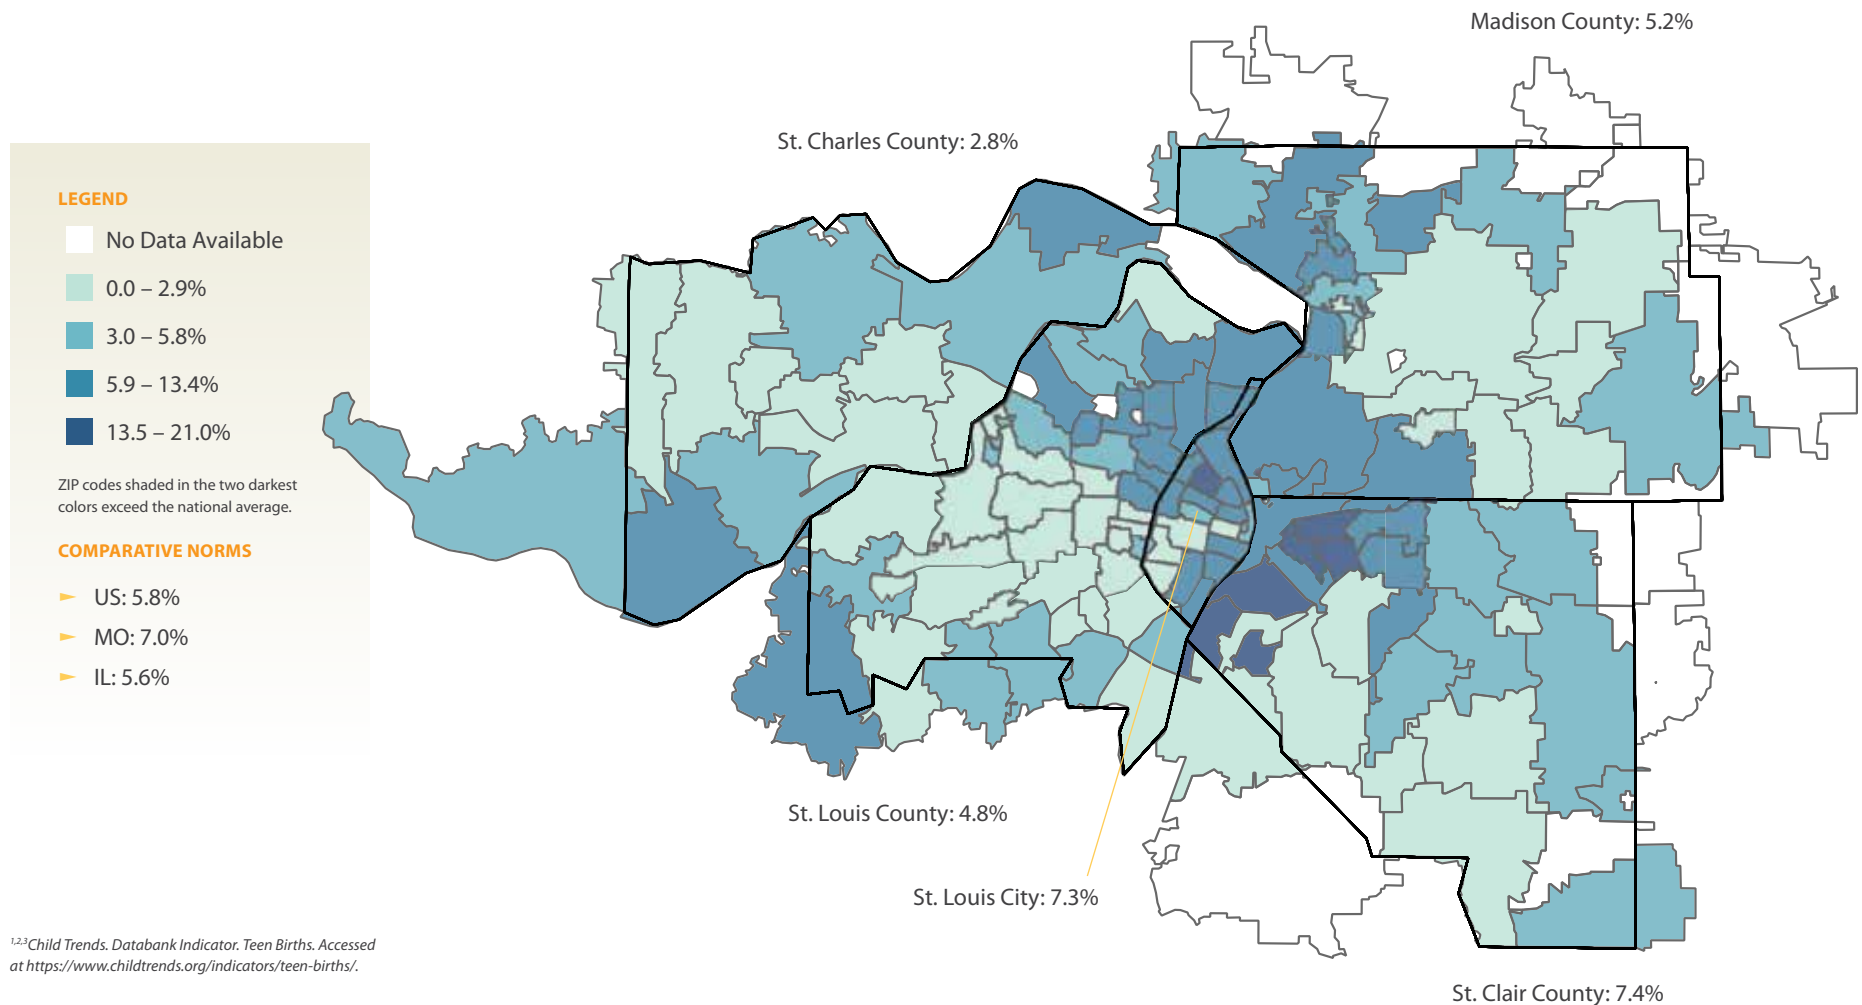 Madison County: 5.2%
St. Charles County: 2.8%
LEGEND
No Data Available
0.0 – 2.9%
3.0 – 5.8%
5.9 – 13.4%
13.5 – 21.0%
ZIP codes shaded in the two darkest
colors exceed the national average.
COMPARATIVE NORMS
► US: 5.8%
► MO: 7.0%
► IL: 5.6%
St. Louis County: 4.8%
St. Louis City: 7.3%
1,2,3Child Trends. Databank Indicator. Teen Births. Accessed
at https://www.childtrends.org/indicators/teen-births/.
St. Clair County: 7.4%